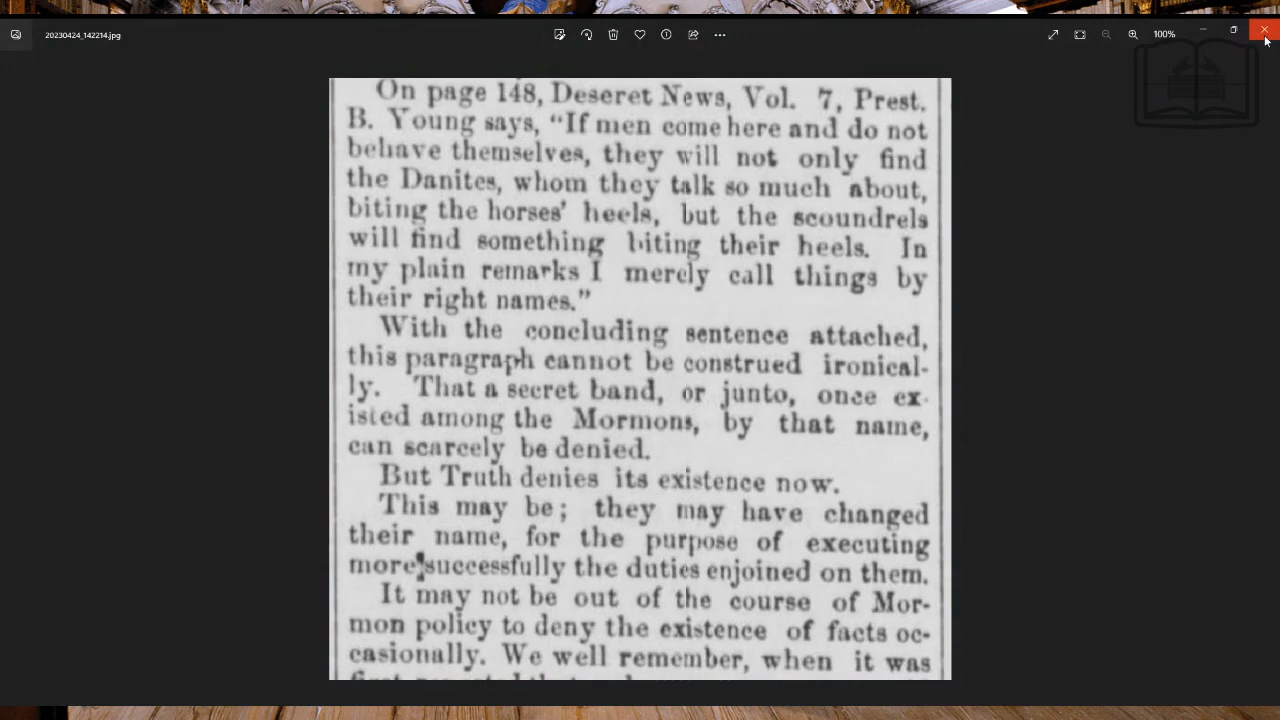 20230424_142214.jpg
100%
On page 148, Deseret News, Vol. 7, Prest.
B. Young says, “If men come here and do not
behave themselves, they will not only find
the Danites, whom they talk so much about,
biting the horses’ heels, but the scoundrels
will find something biting their heels. In
my plain remarks I merely call things by
their right names.”
With the concluding sentence attached,
this paragraph cannot be construed ironical-
ly. That a secret band, or junto, once ex-
isted among the Mormons, by that name,
can scarcely be denied.
But Truth denies its existence now.
This may be; they may have changed
their name, for the purpose of executing
more successfully the duties enjoined on them.
It may not be out of the course of Mor-
mon policy to deny the existence of facts oc-
casionally. We well remember, when it was